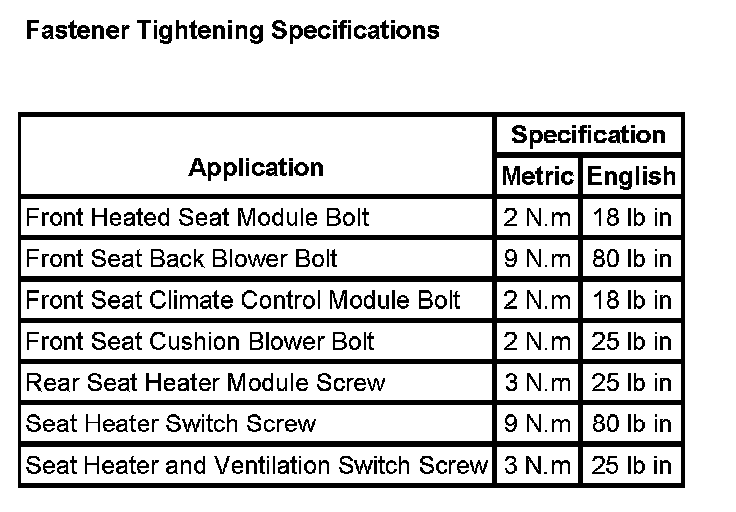 Fastener Tightening Specifications
Application
Specification
Metric English
Front Heated Seat Module Bolt 2 N.m 18 lb in
Front Seat Back Blower Bolt 9 N.m 80 lb in
Front Seat Climate Control Module Bolt 2 N.m 18 lb in
Front Seat Cushion Blower Bolt 2 N.m 25 lb in
Rear Seat Heater Module Screw 3 N.m 25 lb in
Seat Heater Switch Screw 9 N.m 80 lb in
Seat Heater and Ventilation Switch Screw 3 N.m 25 lb in